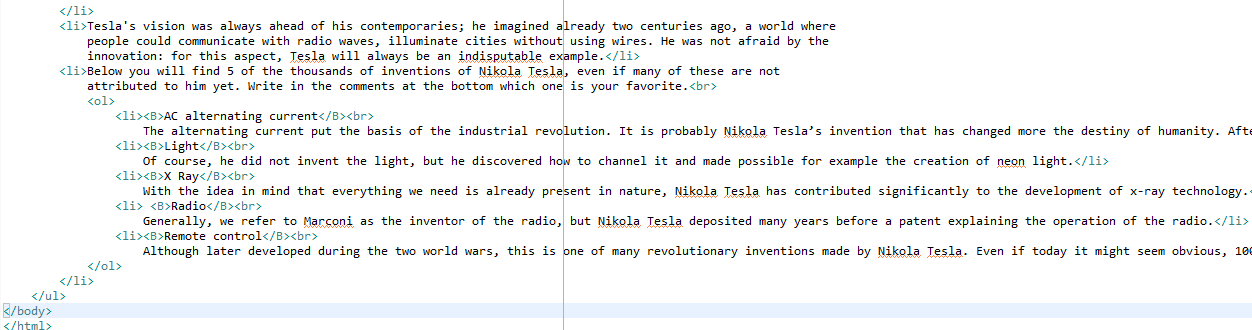 </li>
<li>Tesla's vision was always ahead of his contemporaries; he imagined already two centuries ago, a world where
people could communicate with radio waves, illuminate cities without using wires. He was not afraid by the
innovation: for this aspect, Tesla will always be an indisputable example.</li>
<li>Below you will find 5 of the thousands of inventions of Nikola Tesla, even if many of these are not
attributed to him yet. Write in the comments at the bottom which one is your favorite.<br>
<ol>
<li><B>AC alternating current</B><br>
The alternating current put the basis of the industrial revolution. It is probably Nikola Tesla’s invention that has changed more the destiny of humanity. Afte
<li><B>Light</B><br>
Of course, he did not invent the light, but he discovered how to channel it and made possible for example the creation of neon light.</li>
<li><B>X Ray</B><br>
With the idea in mind that everything we need is already present in nature, Nikola Tesla has contributed significantly to the development of x-ray technology.<
<li> <B>Radio</B><br>
Generally, we refer to Marconi as the inventor of the radio, but Nikola Tesla deposited many years before a patent explaining the operation of the radio.</li>
<li><B>Remote control</B><br>
Although later developed during the two world wars, this is one of many revolutionary inventions made by Nikola Tesla. Even if today it might seem obvious, 100
</ol>
</li>
</ul>
</body>
</html>